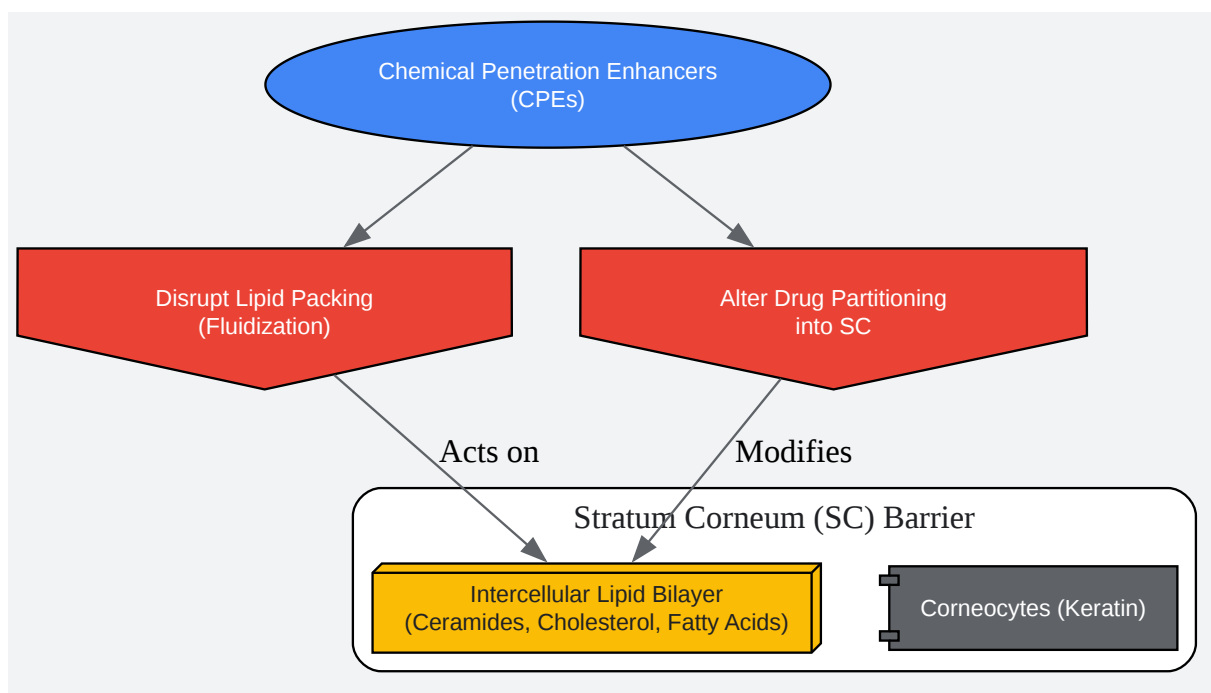 Chemical Penetration Enhancers
(CPEs)
Disrupt Lipid Packing
(Fluidization)
Alter Drug Partitioning
into SC
Acts on
Modifies
Stratum Corneum (SC) Barrier
Intercellular Lipid Bilayer
(Ceramides, Cholesterol, Fatty Acids)
Corneocytes (Keratin)